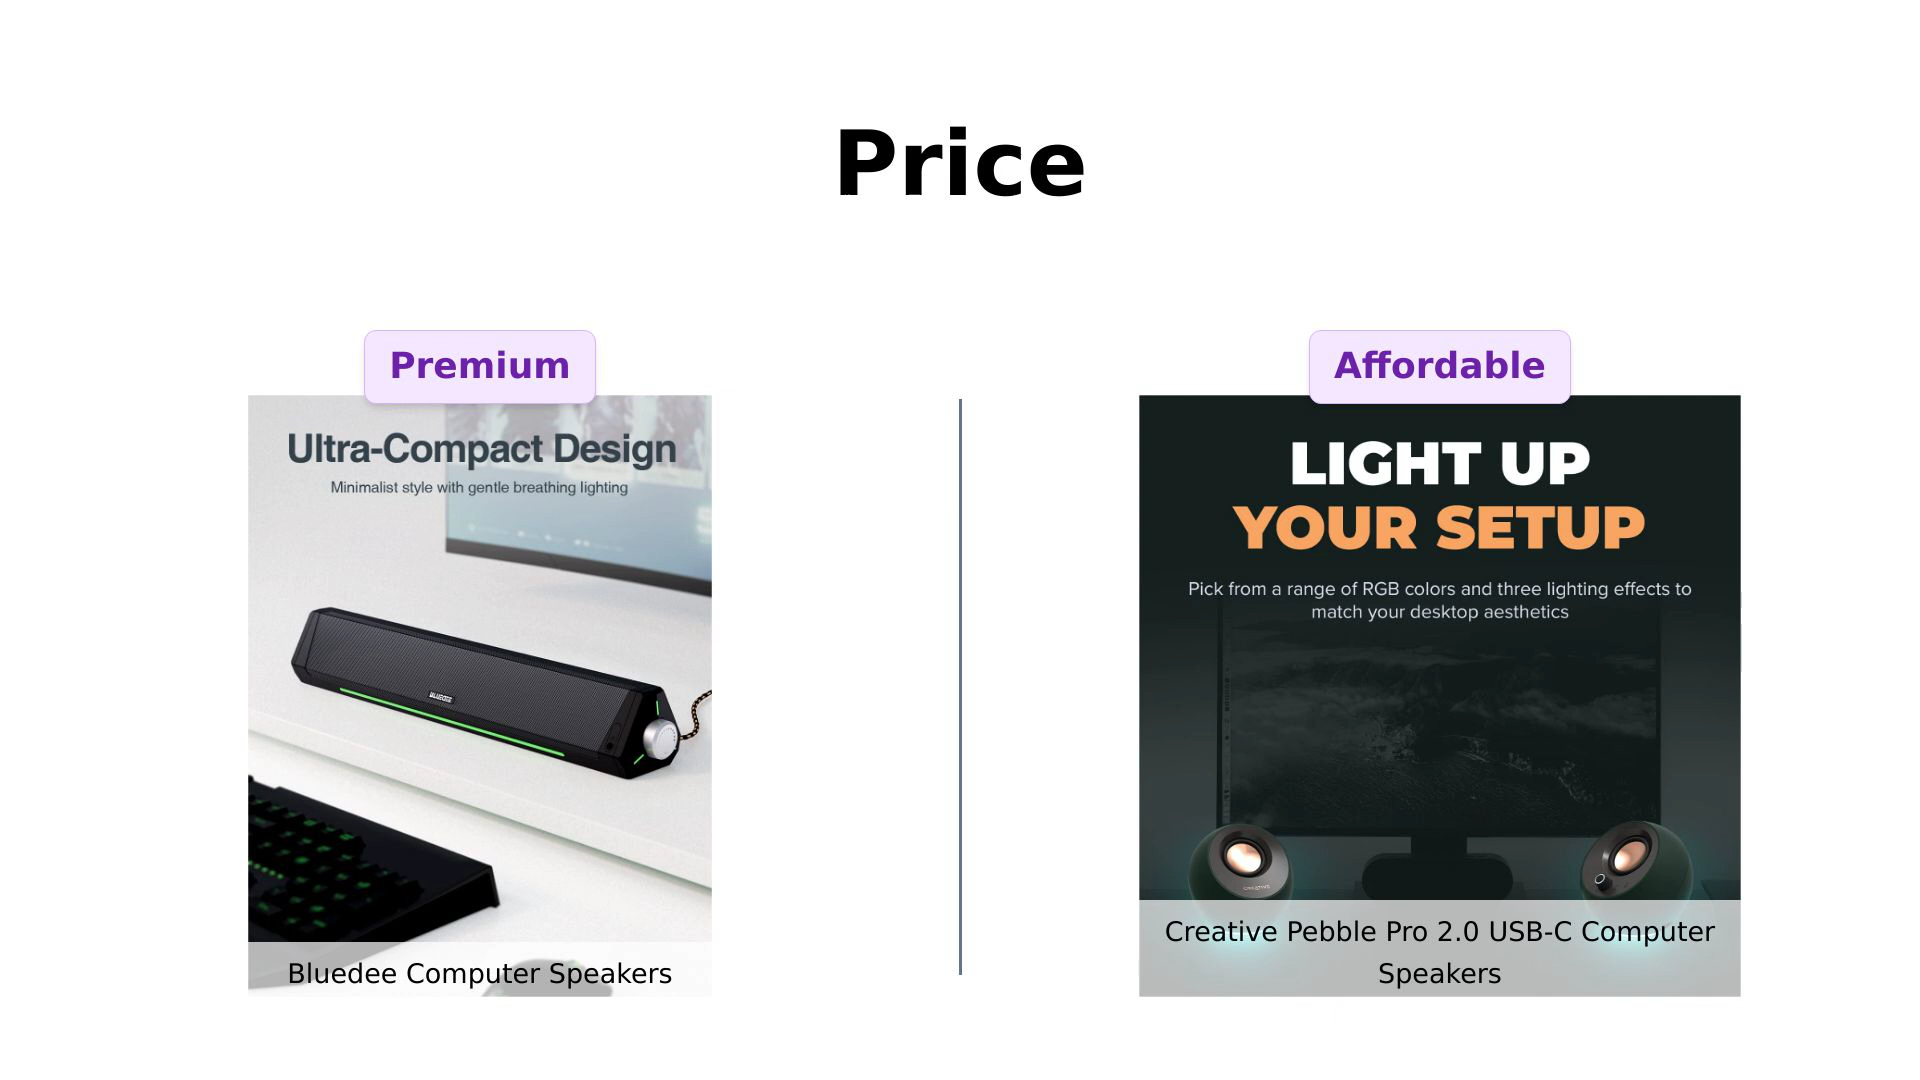 Price
Premium
Affordable
Ultra-Compact Design
Minimalist style with gentle breathing lighting
BLUEDEE
Bluedee Computer Speakers
LIGHT UP
YOUR SETUP
Pick from a range of RGB colors and three lighting effects to
match your desktop aesthetics
CREATIVE
Creative Pebble Pro 2.0 USB-C Computer
Speakers